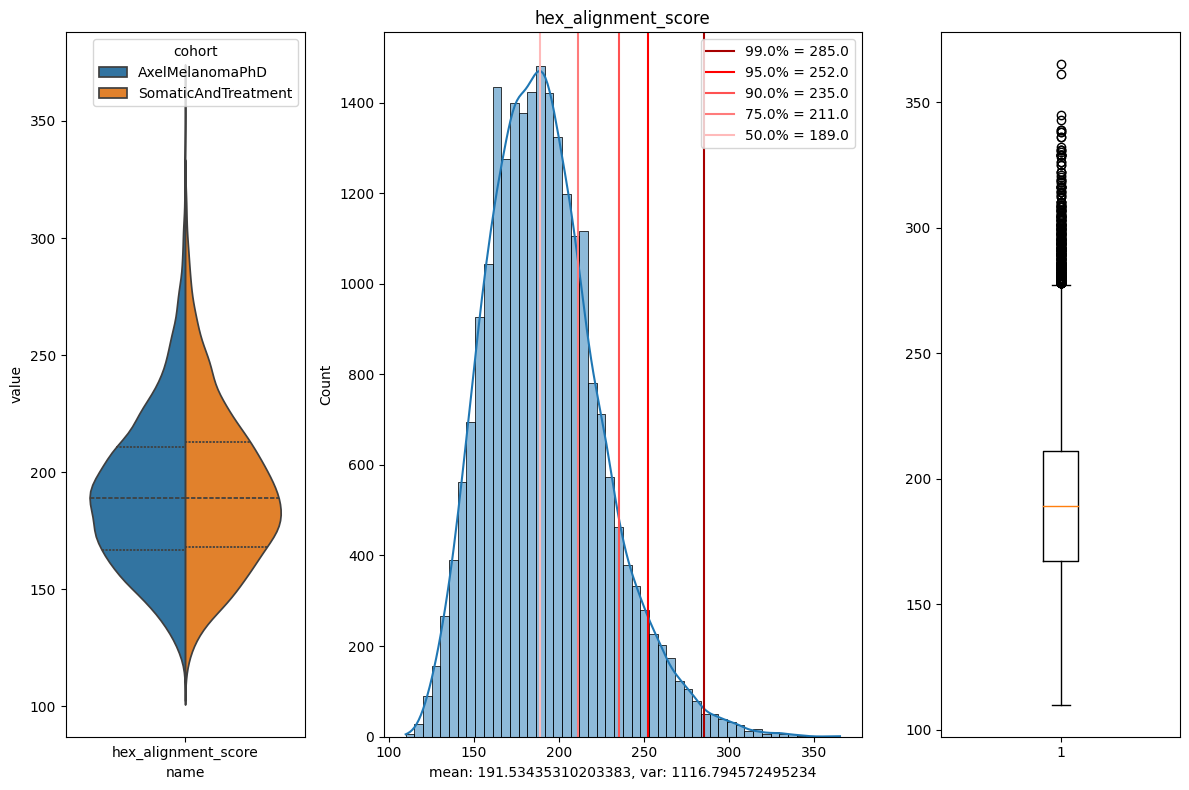 hex_alignment_score
cohort
AxelMelanomaPhD
SomaticAndTreatment
value
350
300
250
200
150
100
hex_alignment_score
name
99.0% = 285.0
95.0% = 252.0
90.0% = 235.0
75.0% = 211.0
50.0% = 189.0
Count
1400
1200
1000
800
600
400
200
0
100 150 200 250 300 350
mean: 191.53435310203383, var: 1116.794572495234
350
300
250
200
150
100
1